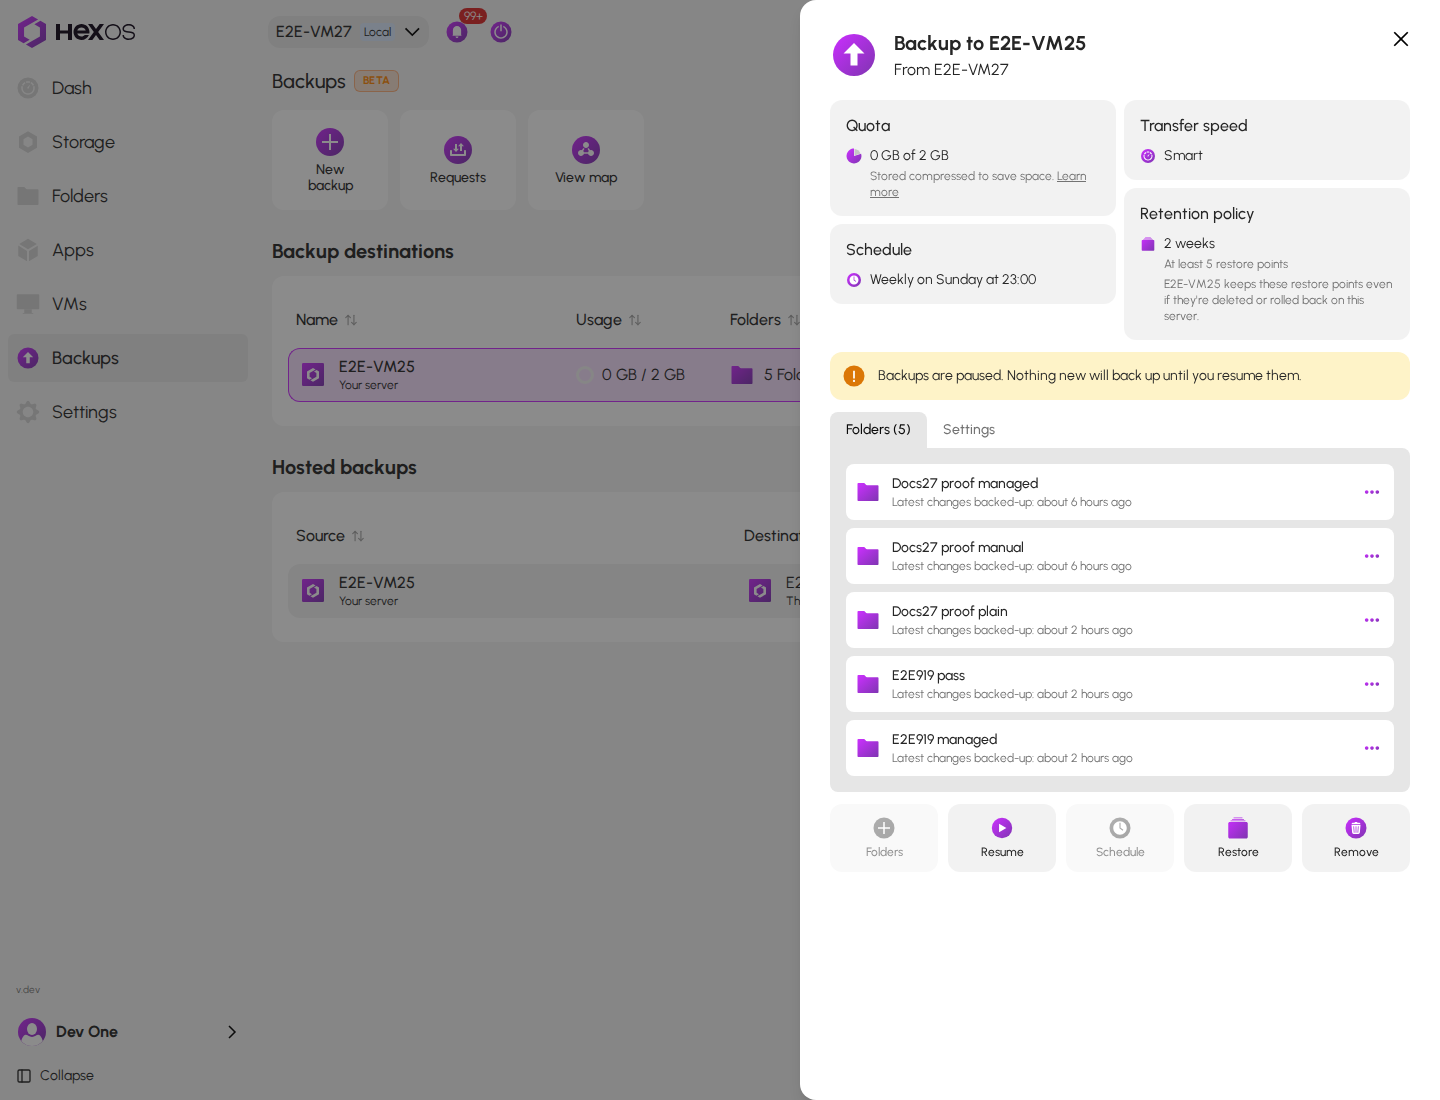 HEXOS
E2E-VM27 Local
99+
Dash
Storage
Folders
Apps
VMs
Backups
Settings
v.dev
Dev One
Collapse
Backups BETA
New
backup
Requests
View map
Backup destinations
Name Usage Folders
E2E-VM25
Your server
0 GB / 2 GB
5 Fol
Hosted backups
Source Destinat
E2E-VM25
Your server
E2
Th
Backup to E2E-VM25
From E2E-VM27
Quota
0 GB of 2 GB
Stored compressed to save space. Learn
more
Schedule
Weekly on Sunday at 23:00
Transfer speed
Smart
Retention policy
2 weeks
At least 5 restore points
E2E-VM25 keeps these restore points even
if they're deleted or rolled back on this
server.
Backups are paused. Nothing new will back up until you resume them.
Folders (5) Settings
Docs27 proof managed
Latest changes backed-up: about 6 hours ago
Docs27 proof manual
Latest changes backed-up: about 6 hours ago
Docs27 proof plain
Latest changes backed-up: about 2 hours ago
E2E919 pass
Latest changes backed-up: about 2 hours ago
E2E919 managed
Latest changes backed-up: about 2 hours ago
Folders
Resume
Schedule
Restore
Remove